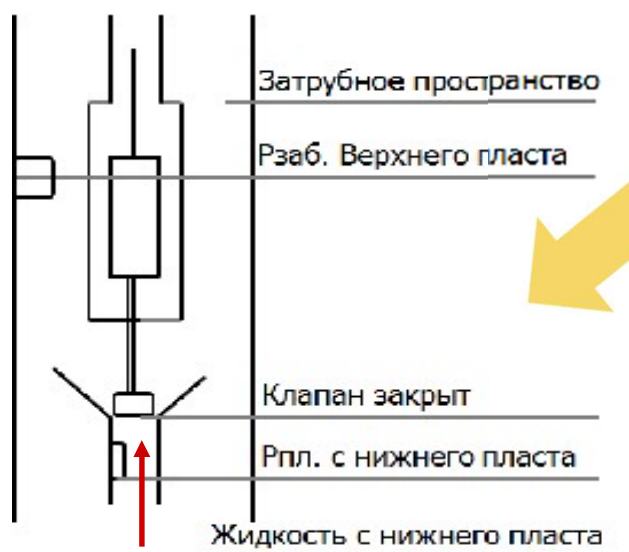 Затрубное пространство
Рзаб. Верхнего пласта
Клапан закрыт
Рпл. с нижнего пласта
Жидкость с нижнего пласта